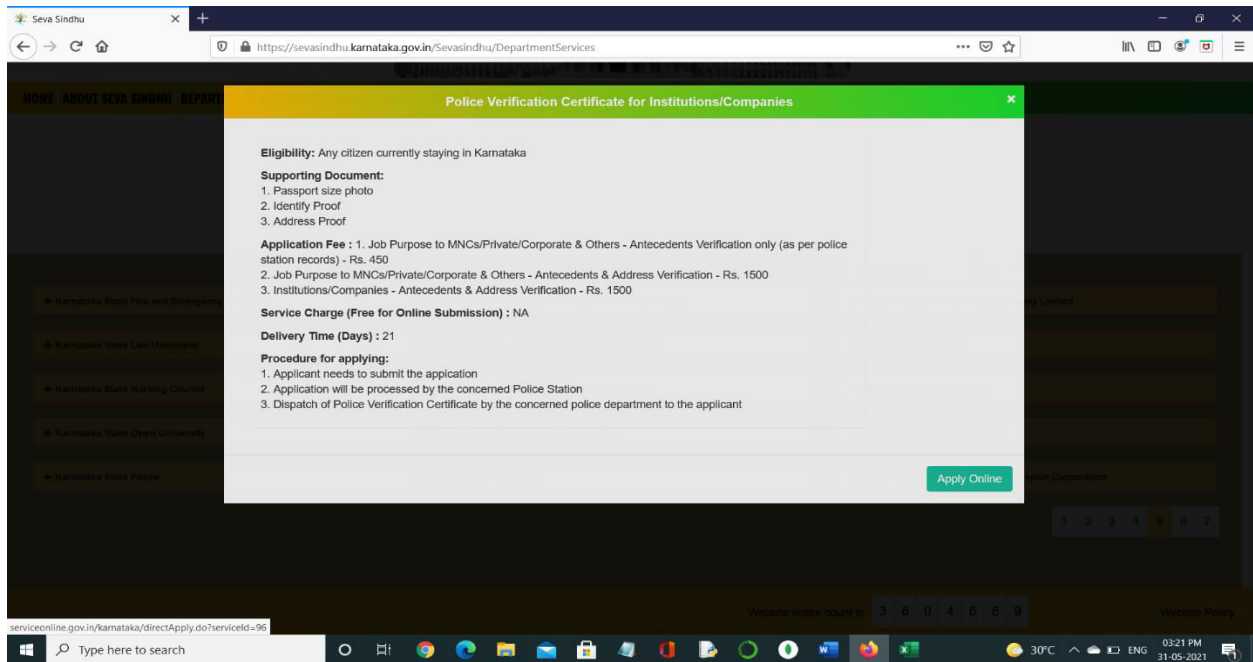 Seva Sindhu
https://sevasindhu.karnataka.gov.in/Sevasindhu/DepartmentServices
HOME ABOUT SEVA SINDHU DEPART
Police Verification Certificate for Institutions/Companies
Eligibility: Any citizen currently staying in Karnataka
Supporting Document:
1. Passport size photo
2. Identify Proof
3. Address Proof
Application Fee : 1. Job Purpose to MNCs/Private/Corporate & Others - Antecedents Verification only (as per police
station records) - Rs. 450
2. Job Purpose to MNCs/Private/Corporate & Others - Antecedents & Address Verification - Rs. 1500
3. Institutions/Companies - Antecedents & Address Verification - Rs. 1500
Service Charge (Free for Online Submission) : NA
Delivery Time (Days) : 21
Procedure for applying:
1. Applicant needs to submit the appication
2. Application will be processed by the concerned Police Station
3. Dispatch of Police Verification Certificate by the concerned police department to the applicant
Apply Online
Karnataka State Fire and Emergency
Limited
Karnataka State Law University
Karnataka State Nursing Council
Karnataka State Open University
Karnataka State Police
Corporation
1 2 3 4 5 6 7
Website visitor count is 3 6 0 4 6 6 9
Website Policy
serviceonline.gov.in/karnataka/directApply.do?serviceId=96
Type here to search
30°C
ENG
03:21 PM
31-05-2021